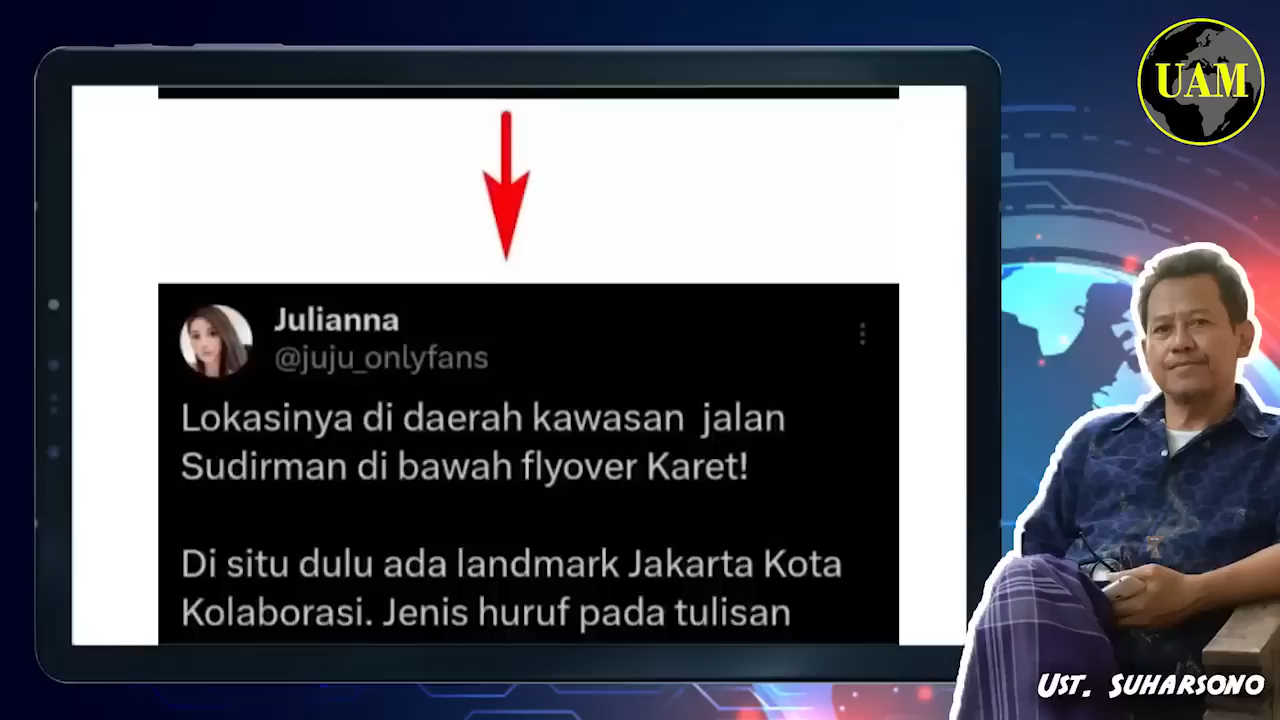 UAM
Julianna
@juju_onlyfans
Lokasinya di daerah kawasan jalan
Sudirman di bawah flyover Karet!
Di situ dulu ada landmark Jakarta Kota
Kolaborasi. Jenis huruf pada tulisan
Ust. Suharsono